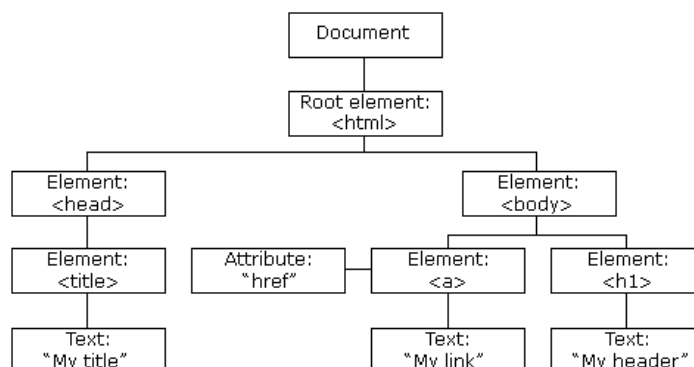 Document
Root element:
<html>
Element:
<head>
Element:
<body>
Element:
<title>
Attribute:
“href”
Element:
<a>
Element:
<h1>
Text:
“My title”
Text:
“My link”
Text:
“My header”